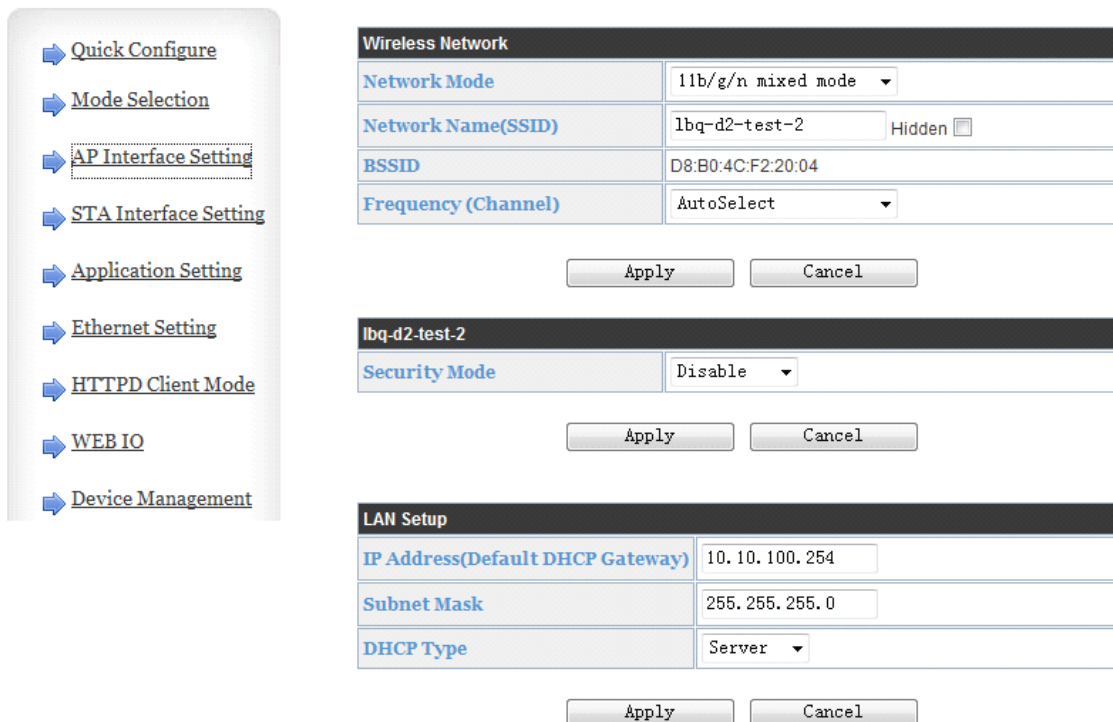 Quick Configure
Mode Selection
AP Interface Setting
STA Interface Setting
Application Setting
Ethernet Setting
HTTPD Client Mode
WEB IO
Device Management
Wireless Network
Network Mode 11b/g/n mixed mode
Network Name(SSID) lbq-d2-test-2 Hidden
BSSID D8:B0:4C:F2:20:04
Frequency (Channel) AutoSelect
Apply Cancel
lbq-d2-test-2
Security Mode Disable
Apply Cancel
LAN Setup
IP Address(Default DHCP Gateway) 10.10.100.254
Subnet Mask 255.255.255.0
DHCP Type Server
Apply Cancel